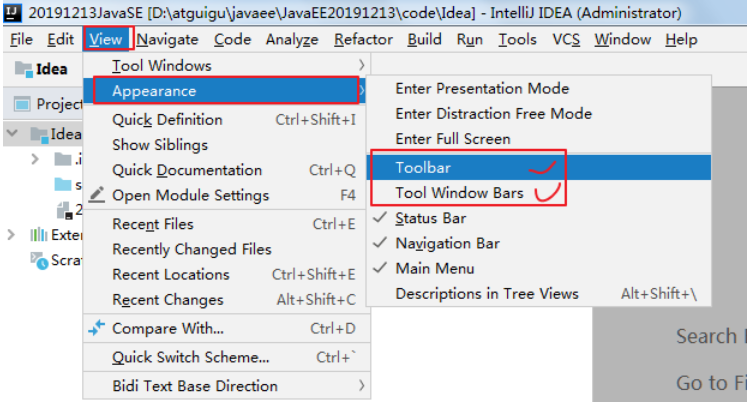 20191213JavaSE [D:\atguigu\javaee\JavaEE20191213\code\Idea] - IntelliJ IDEA (Administrator)
File Edit View Navigate Code Analyze Refactor Build Run Tools VCS Window Help
Idea
Tool Windows
Project
Appearance
Enter Presentation Mode
Quick Definition Ctrl+Shift+I
Enter Distraction Free Mode
Idea
Show Siblings
Enter Full Screen
Quick Documentation Ctrl+Q
Toolbar
Open Module Settings F4
Tool Window Bars
Recent Files Ctrl+E
Status Bar
Recently Changed Files
Navigation Bar
Recent Locations Ctrl+Shift+E
Main Menu
Recent Changes Alt+Shift+C
Descriptions in Tree Views Alt+Shift+\
Compare With... Ctrl+D
Search
Quick Switch Scheme... Ctrl+`
Bidi Text Base Direction
Go to Fi